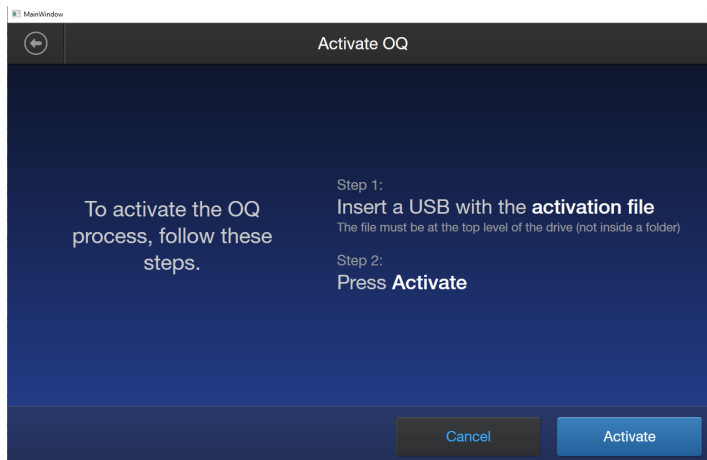 MainWindow
Activate OQ
To activate the OQ
process, follow these
steps.
Step 1:
Insert a USB with the activation file
The file must be at the top level of the drive (not inside a folder)
Step 2:
Press Activate
Cancel
Activate